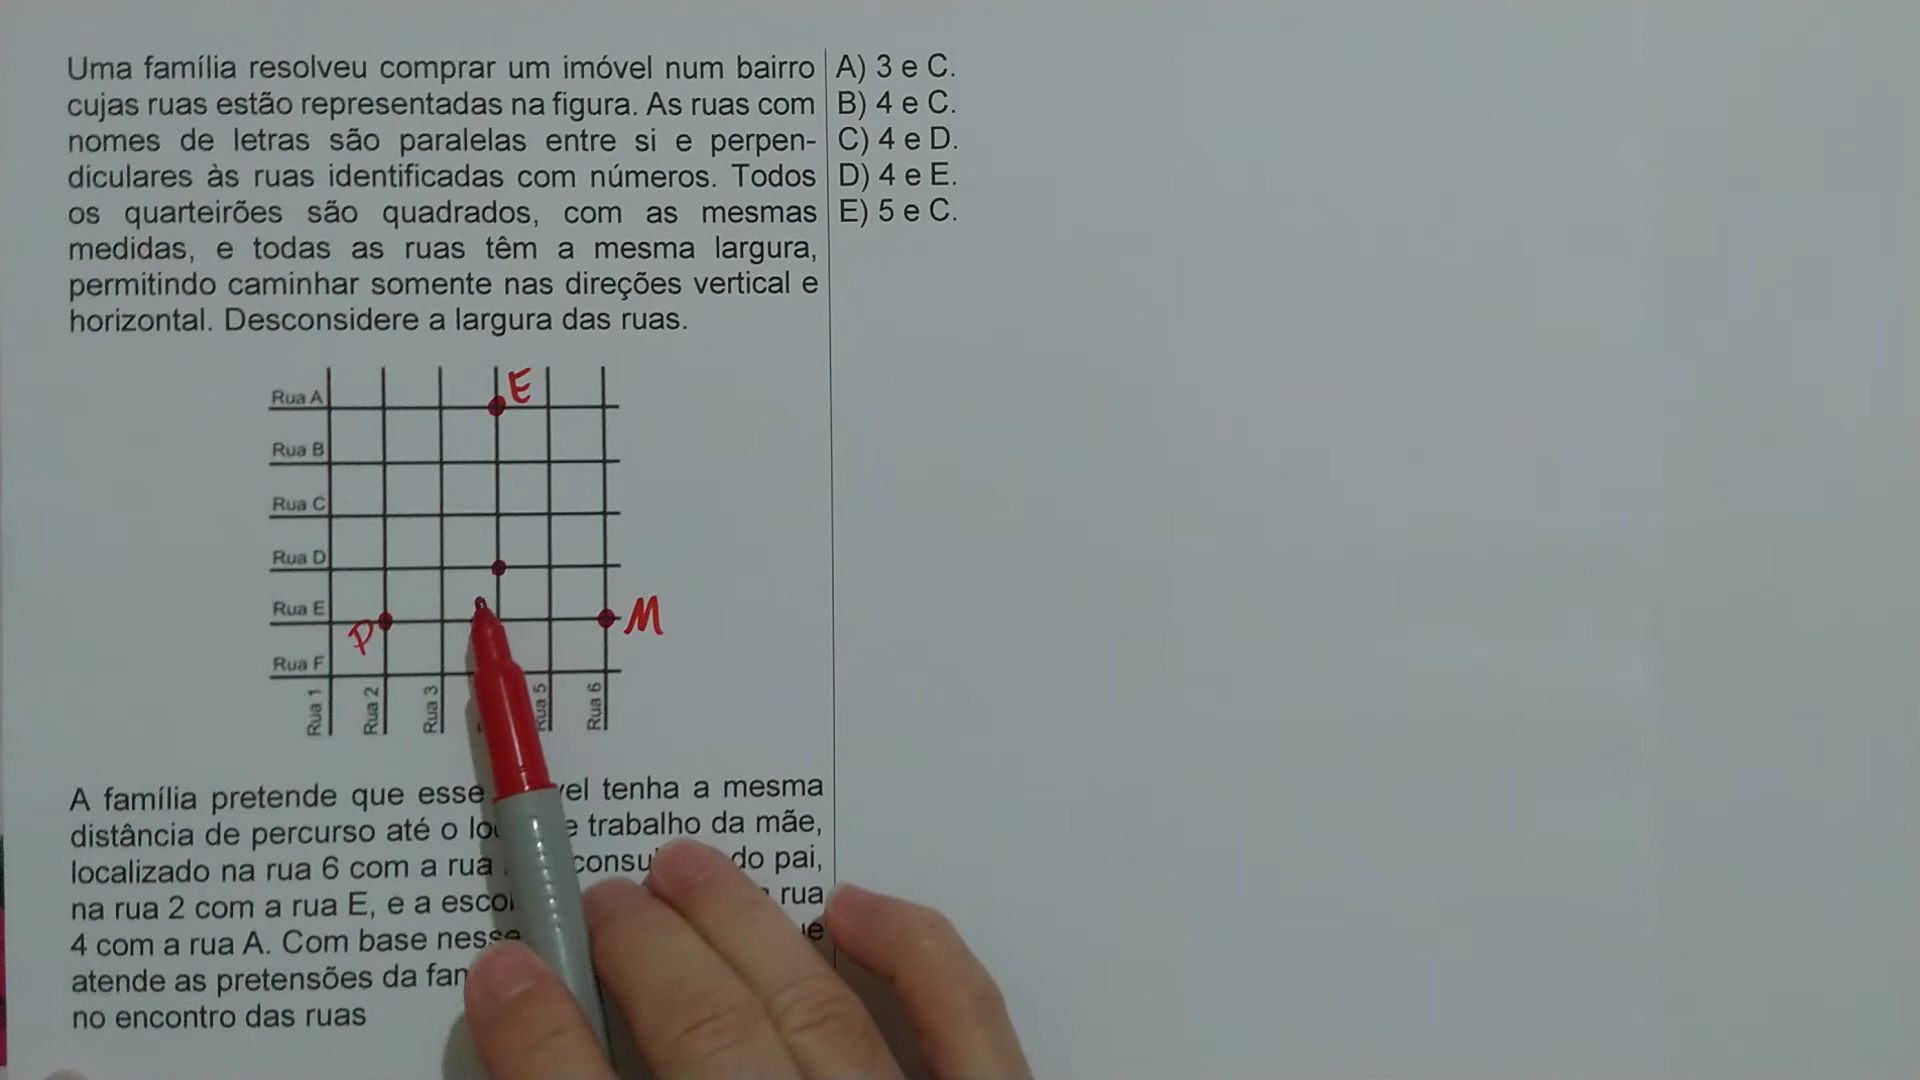 Uma família resolveu comprar um imóvel num bairro
cujas ruas estão representadas na figura. As ruas com
nomes de letras são paralelas entre si e perpen-
diculares às ruas identificadas com números. Todos
os quarteirões são quadrados, com as mesmas
medidas, e todas as ruas têm a mesma largura,
permitindo caminhar somente nas direções vertical e
horizontal. Desconsidere a largura das ruas.
E
Rua A
Rua B
Rua C
Rua D
Rua E
P
M
Rua F
Rua 1
Rua 2
Rua 3
Rua 5
Rua 6
A família pretende que esse tenha a mesma
distância de percurso até o trabalho da mãe,
localizado na rua 6 com a rua do pai,
na rua 2 com a rua E, e a rua
4 com a rua A. Com base
atende as pretensões da
no encontro das ruas
A) 3 e C.
B) 4 e C.
C) 4 e D.
D) 4 e E.
E) 5 e C.